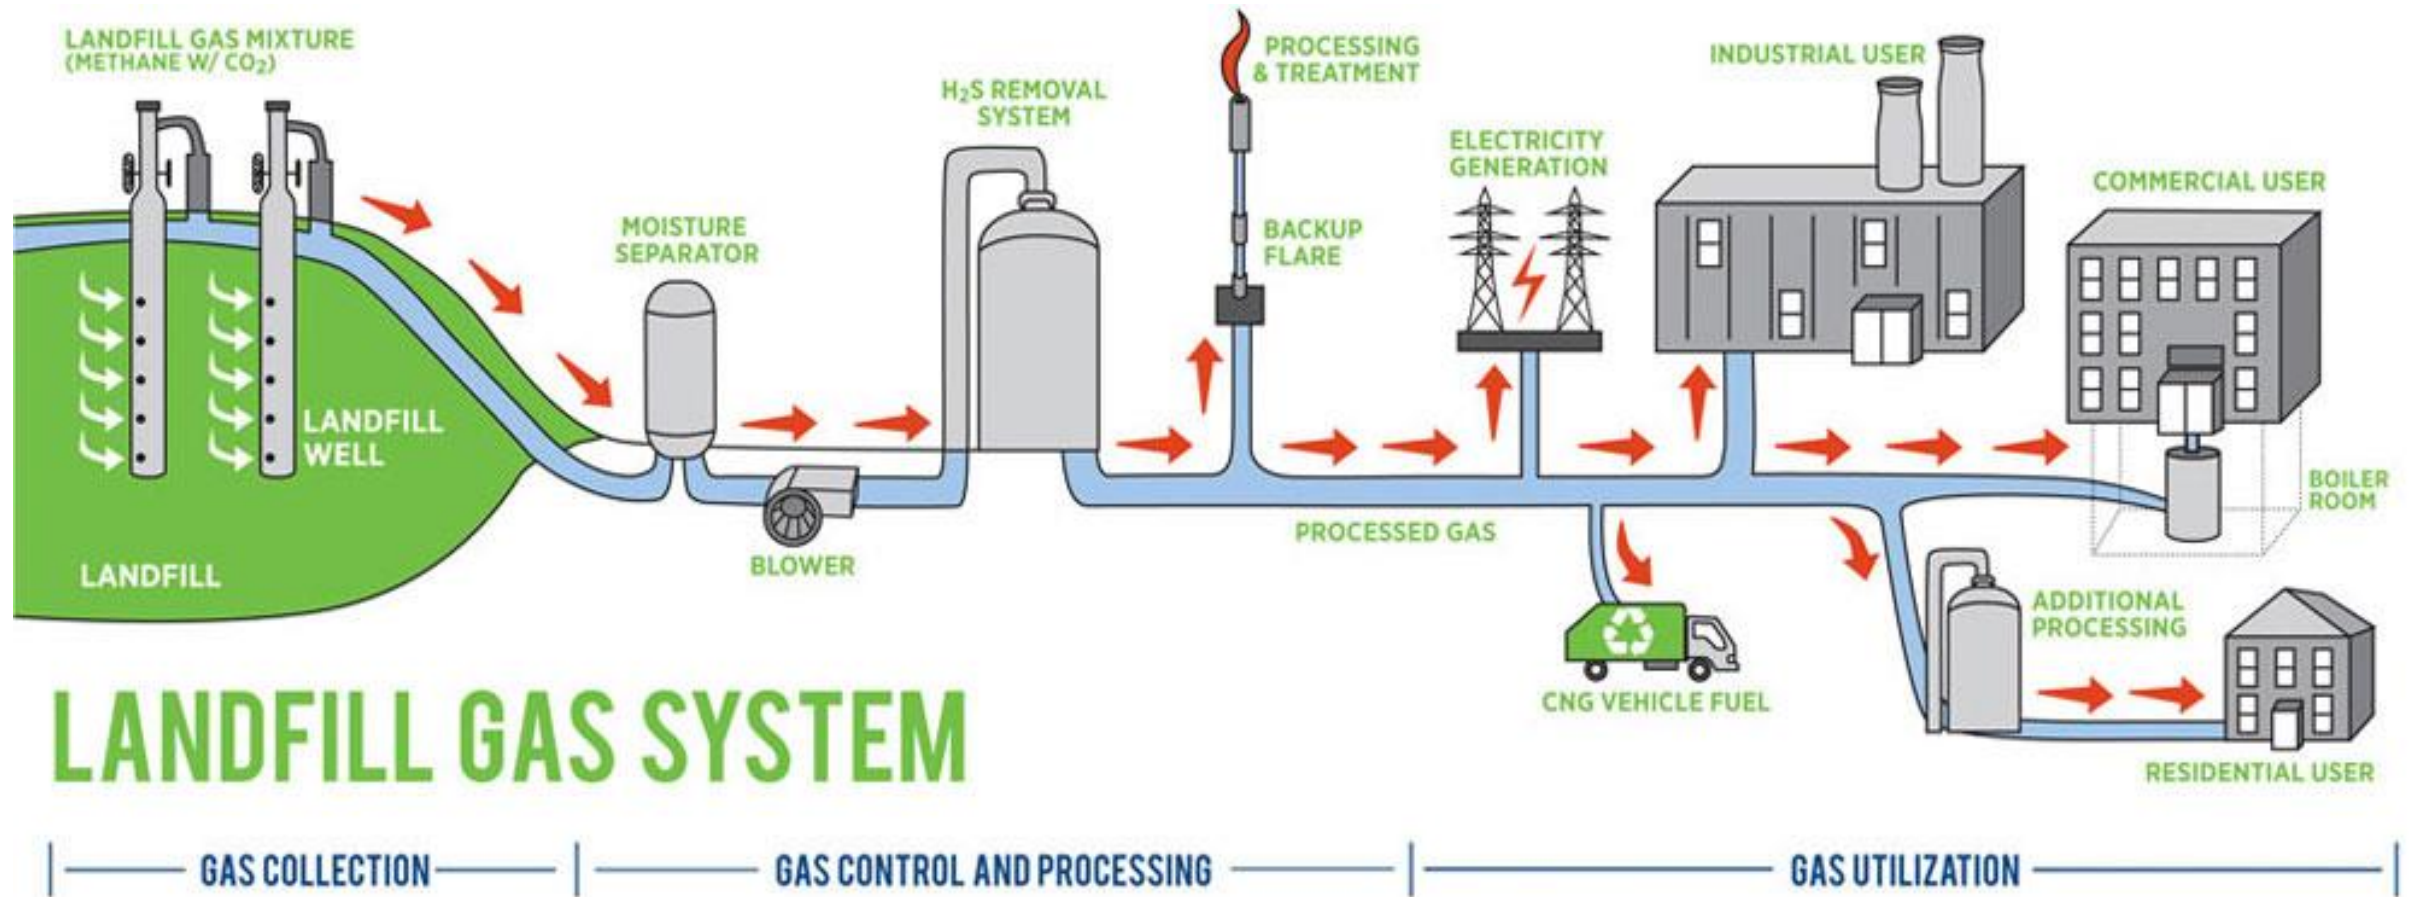 LANDFILL GAS MIXTURE
(METHANE W/ CO₂)
LANDFILL
WELL
LANDFILL
MOISTURE
SEPARATOR
BLOWER
H₂S REMOVAL
SYSTEM
PROCESSING
& TREATMENT
BACKUP
FLARE
PROCESSED GAS
ELECTRICITY
GENERATION
INDUSTRIAL USER
COMMERCIAL USER
BOILER
ROOM
CNG VEHICLE FUEL
ADDITIONAL
PROCESSING
RESIDENTIAL USER
LANDFILL GAS SYSTEM
GAS COLLECTION
GAS CONTROL AND PROCESSING
GAS UTILIZATION